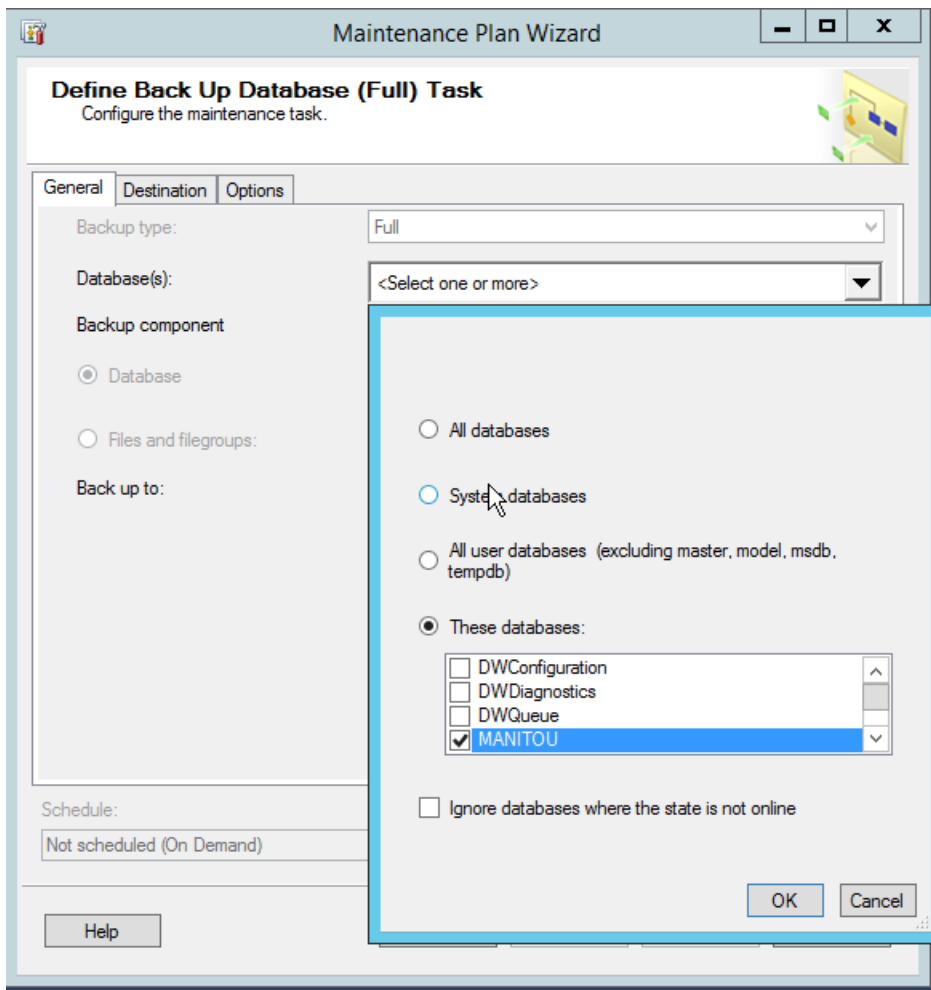 Maintenance Plan Wizard
Define Back Up Database (Full) Task
Configure the maintenance task.
General Destination Options
Backup type: Full
Database(s): <Select one or more>
Backup component
Database
Files and filegroups:
Back up to:
All databases
System databases
All user databases (excluding master, model, msdb,
tempdb)
These databases:
DWConfiguration
DWDiagnostics
DWQueue
MANITOU
Ignore databases where the state is not online
Schedule:
Not scheduled (On Demand)
OK Cancel
Help